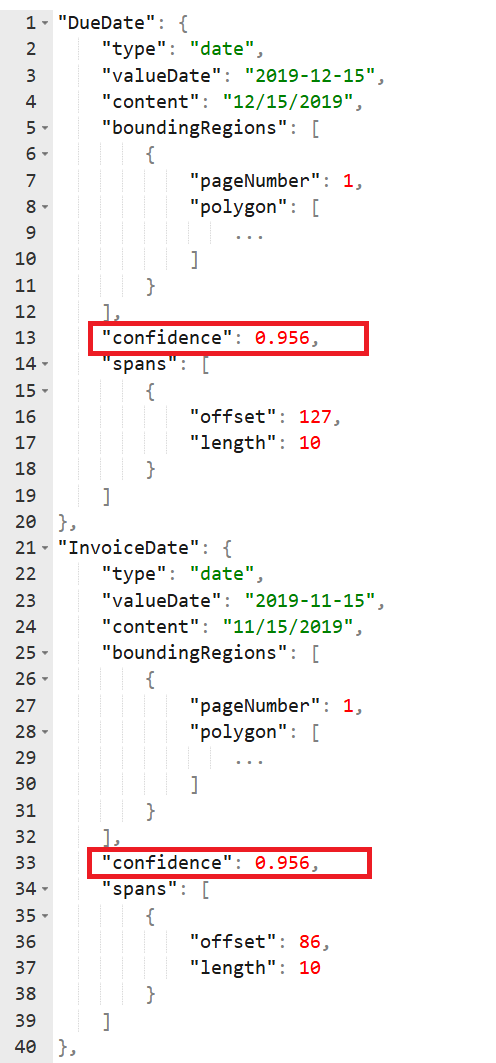 1 "DueDate": {
2 "type": "date",
3 "valueDate": "2019-12-15",
4 "content": "12/15/2019",
5 "boundingRegions": [
6 {
7 "pageNumber": 1,
8 "polygon": [
9 ...
10 ]
11 }
12 ],
13 "confidence": 0.956,
14 "spans": [
15 {
16 "offset": 127,
17 "length": 10
18 }
19 ]
20 },
21 "InvoiceDate": {
22 "type": "date",
23 "valueDate": "2019-11-15",
24 "content": "11/15/2019",
25 "boundingRegions": [
26 {
27 "pageNumber": 1,
28 "polygon": [
29 ...
30 ]
31 }
32 ],
33 "confidence": 0.956,
34 "spans": [
35 {
36 "offset": 86,
37 "length": 10
38 }
39 ]
40 },